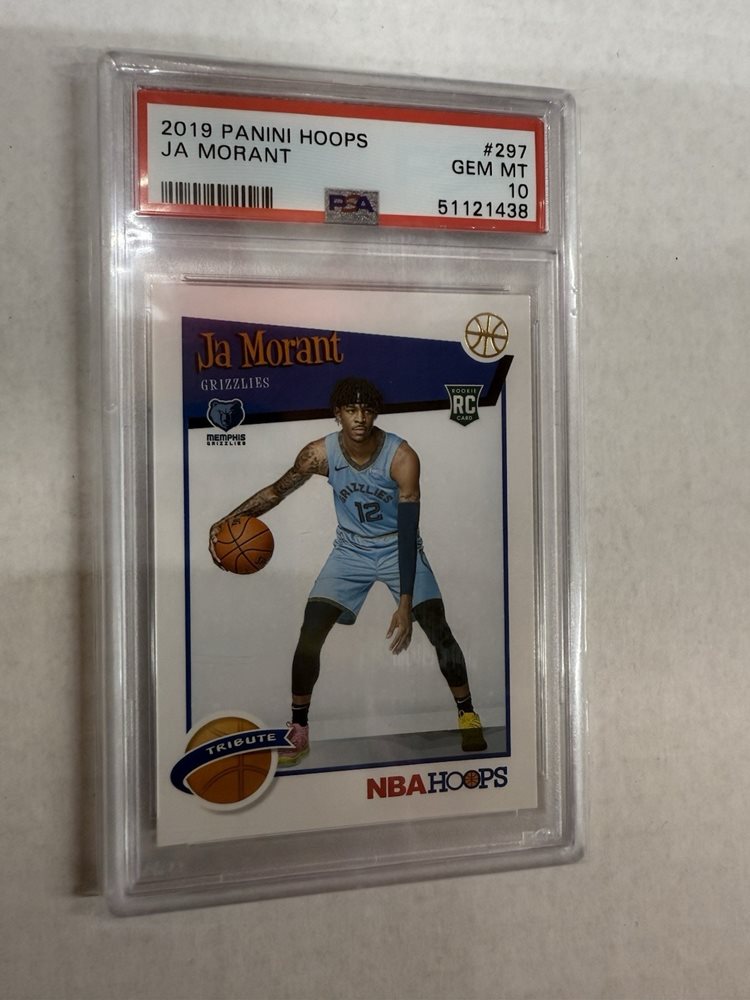 2019 PANINI HOOPS
JA MORANT
#297
GEM MT
10
51121438
PSA
Ja Morant
GRIZZLIES
MEMPHIS
GRIZZLIES
ROOKIE
RC
CARD
GRIZZLIES
12
TRIBUTE
NBA HOOPS